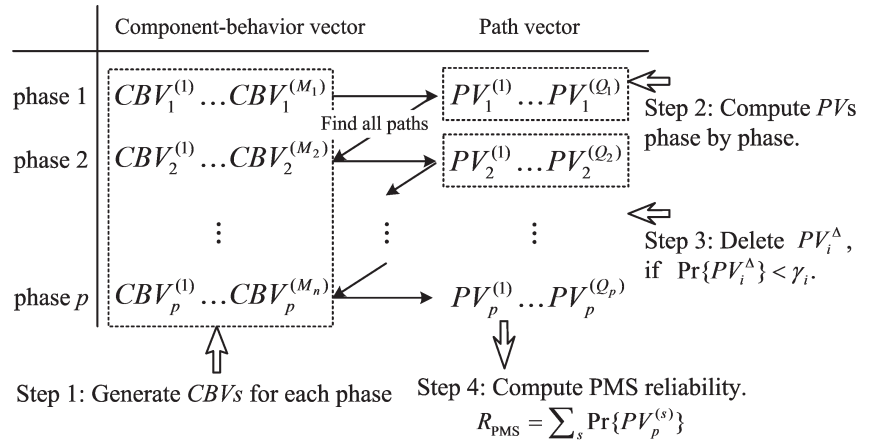 Component-behavior vector Path vector
phase 1 CBV_1^{(1)} … CBV_1^{(M_1)} PV_1^{(1)} … PV_1^{(Q_1)}
Step 2: Compute PVs
phase by phase.
Find all paths
phase 2 CBV_2^{(1)} … CBV_2^{(M_2)} PV_2^{(1)} … PV_2^{(Q_2)}
⋮ ⋮ ⋮
Step 3: Delete PV_i^Δ,
if Pr{PV_i^Δ} < γ_i.
phase p CBV_p^{(1)} … CBV_p^{(M_n)} PV_p^{(1)} … PV_p^{(Q_p)}
Step 1: Generate CBVs for each phase
Step 4: Compute PMS reliability.
R_{PMS} = ∑_s Pr{PV_p^{(s)}}